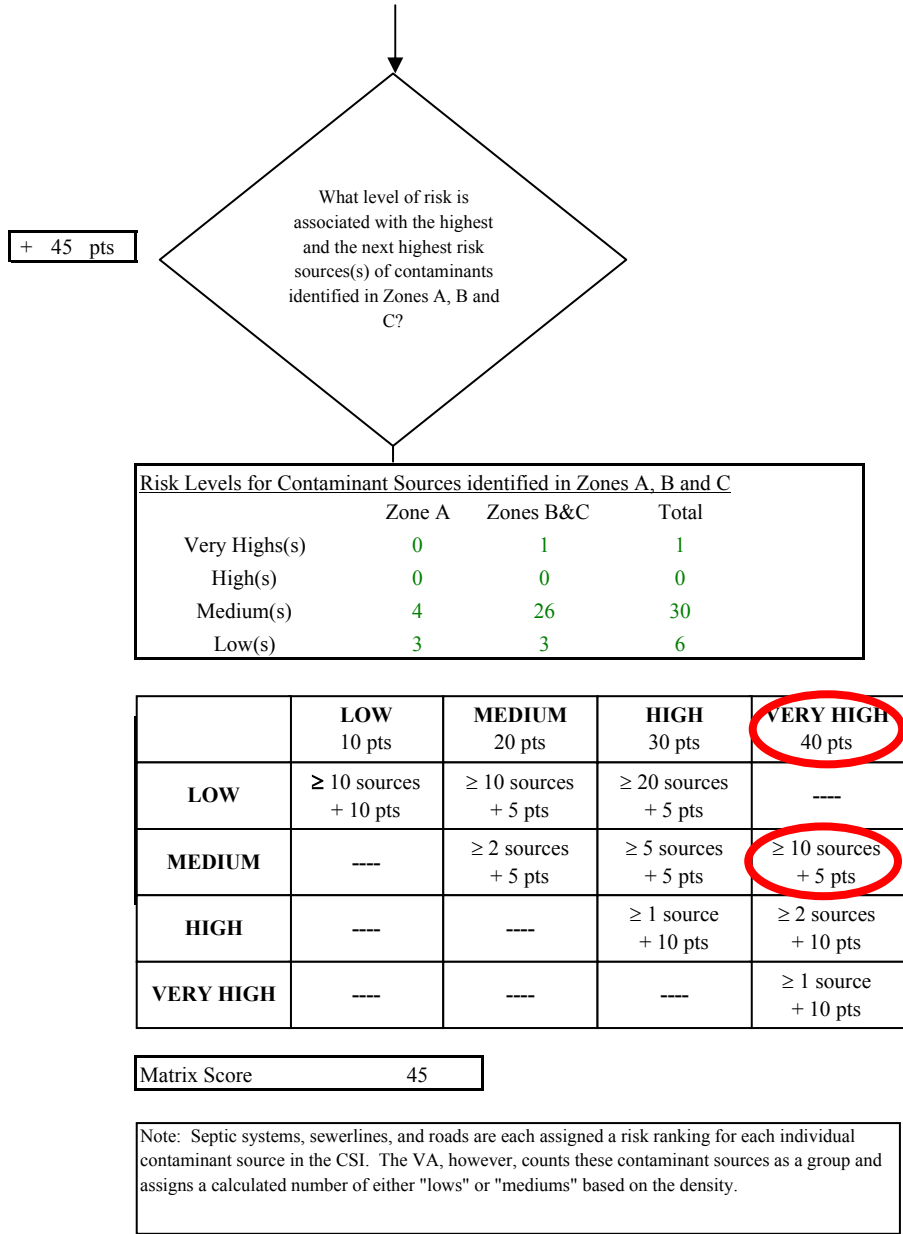 What level of risk is
associated with the highest
and the next highest risk
sources(s) of contaminants
identified in Zones A, B and
C?
+ 45 pts
Risk Levels for Contaminant Sources identified in Zones A, B and C
Zone A Zones B&C Total
Very Highs(s) 0 1 1
High(s) 0 0 0
Medium(s) 4 26 30
Low(s) 3 3 6
LOW MEDIUM HIGH VERY HIGH
10 pts 20 pts 30 pts 40 pts
LOW ≥ 10 sources + 10 pts ≥ 10 sources + 5 pts ≥ 20 sources + 5 pts ----
MEDIUM ---- ≥ 2 sources + 5 pts ≥ 5 sources + 5 pts ≥ 10 sources + 5 pts
HIGH ---- ---- ≥ 1 source + 10 pts ≥ 2 sources + 10 pts
VERY HIGH ---- ---- ---- ≥ 1 source + 10 pts
Matrix Score 45
Note: Septic systems, sewerlines, and roads are each assigned a risk ranking for each individual
contaminant source in the CSI. The VA, however, counts these contaminant sources as a group and
assigns a calculated number of either "lows" or "mediums" based on the density.